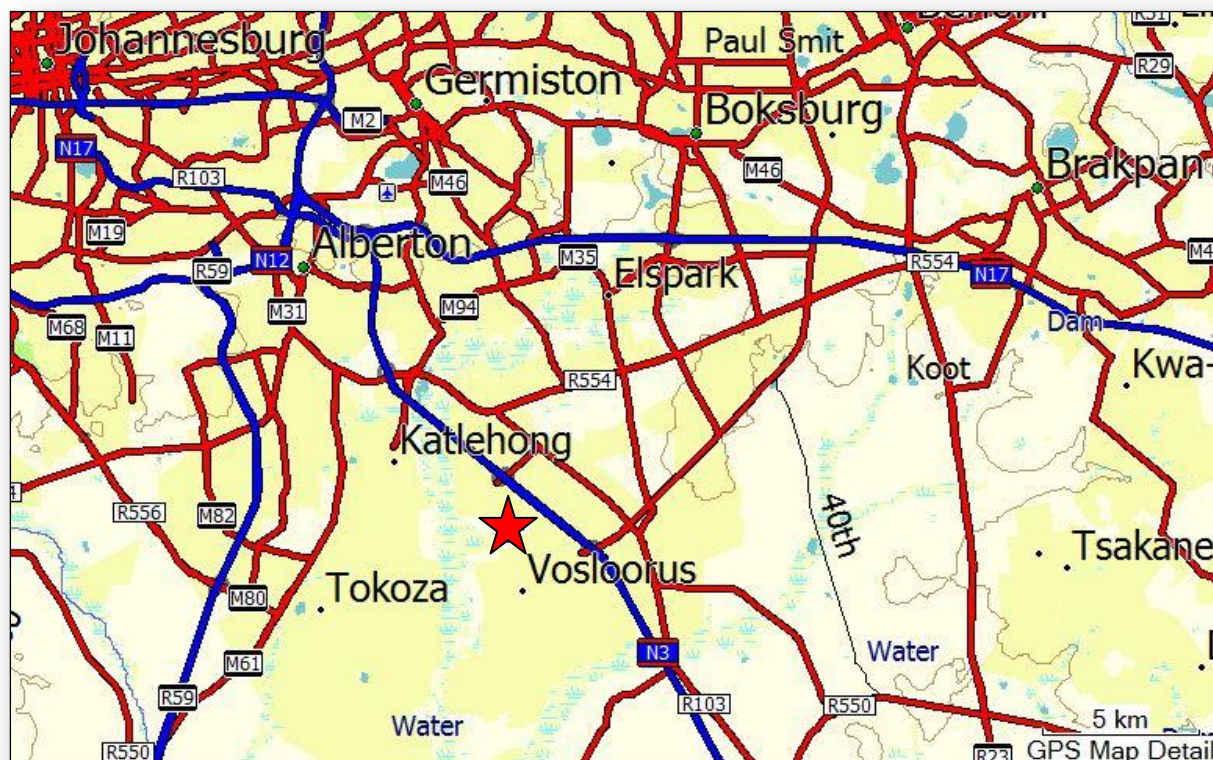 Johannesburg
Paul Smit
R29
Germiston
M2
Boksburg
N17
R103
M46
M46
Brakpan
M19
Alberton
N12
R59
M35
Elspark
R554
N17
M31
M94
M68
M11
Dam
Koot
Kwa-
R554
Katlehong
R556
M82
40th
Tsakane
Vosloorus
Tokoza
M80
N3
Water
M61
R59
R103
R550
Water
5 km
R550
R23
GPS Map Detail